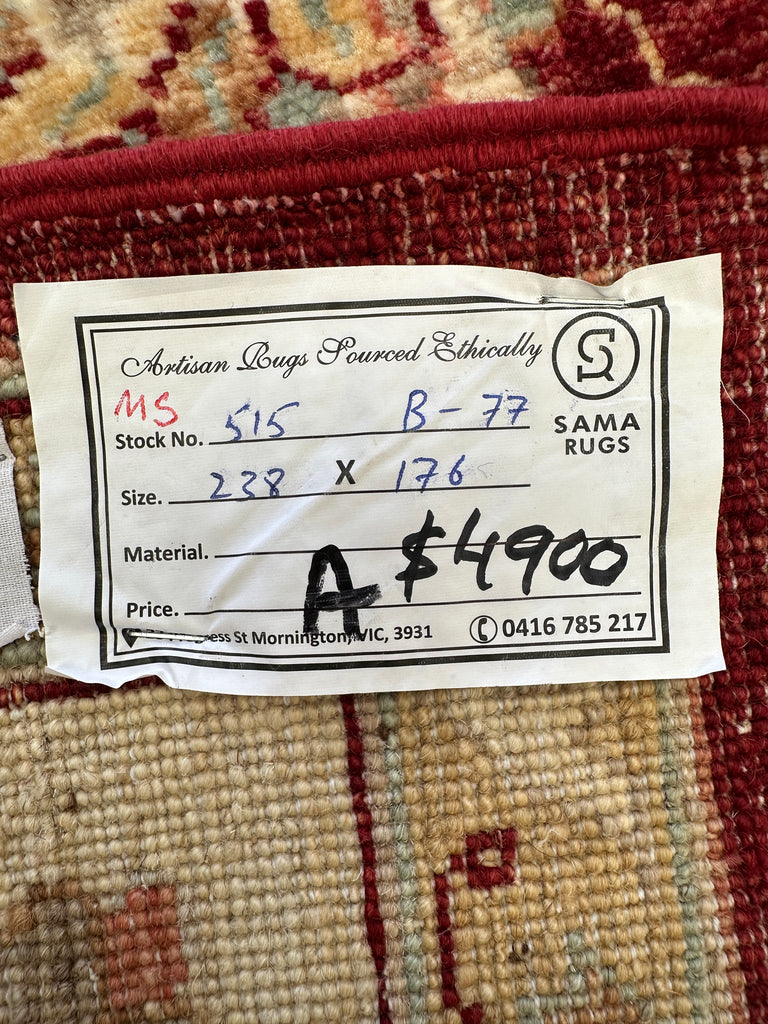 Artisan Rugs Sourced Ethically
SAMA
RUGS
MS
Stock No. 515 B-77
Size. 238 X 176
Material.
$4900
Price. A
St Mornington, VIC, 3931
0416 785 217